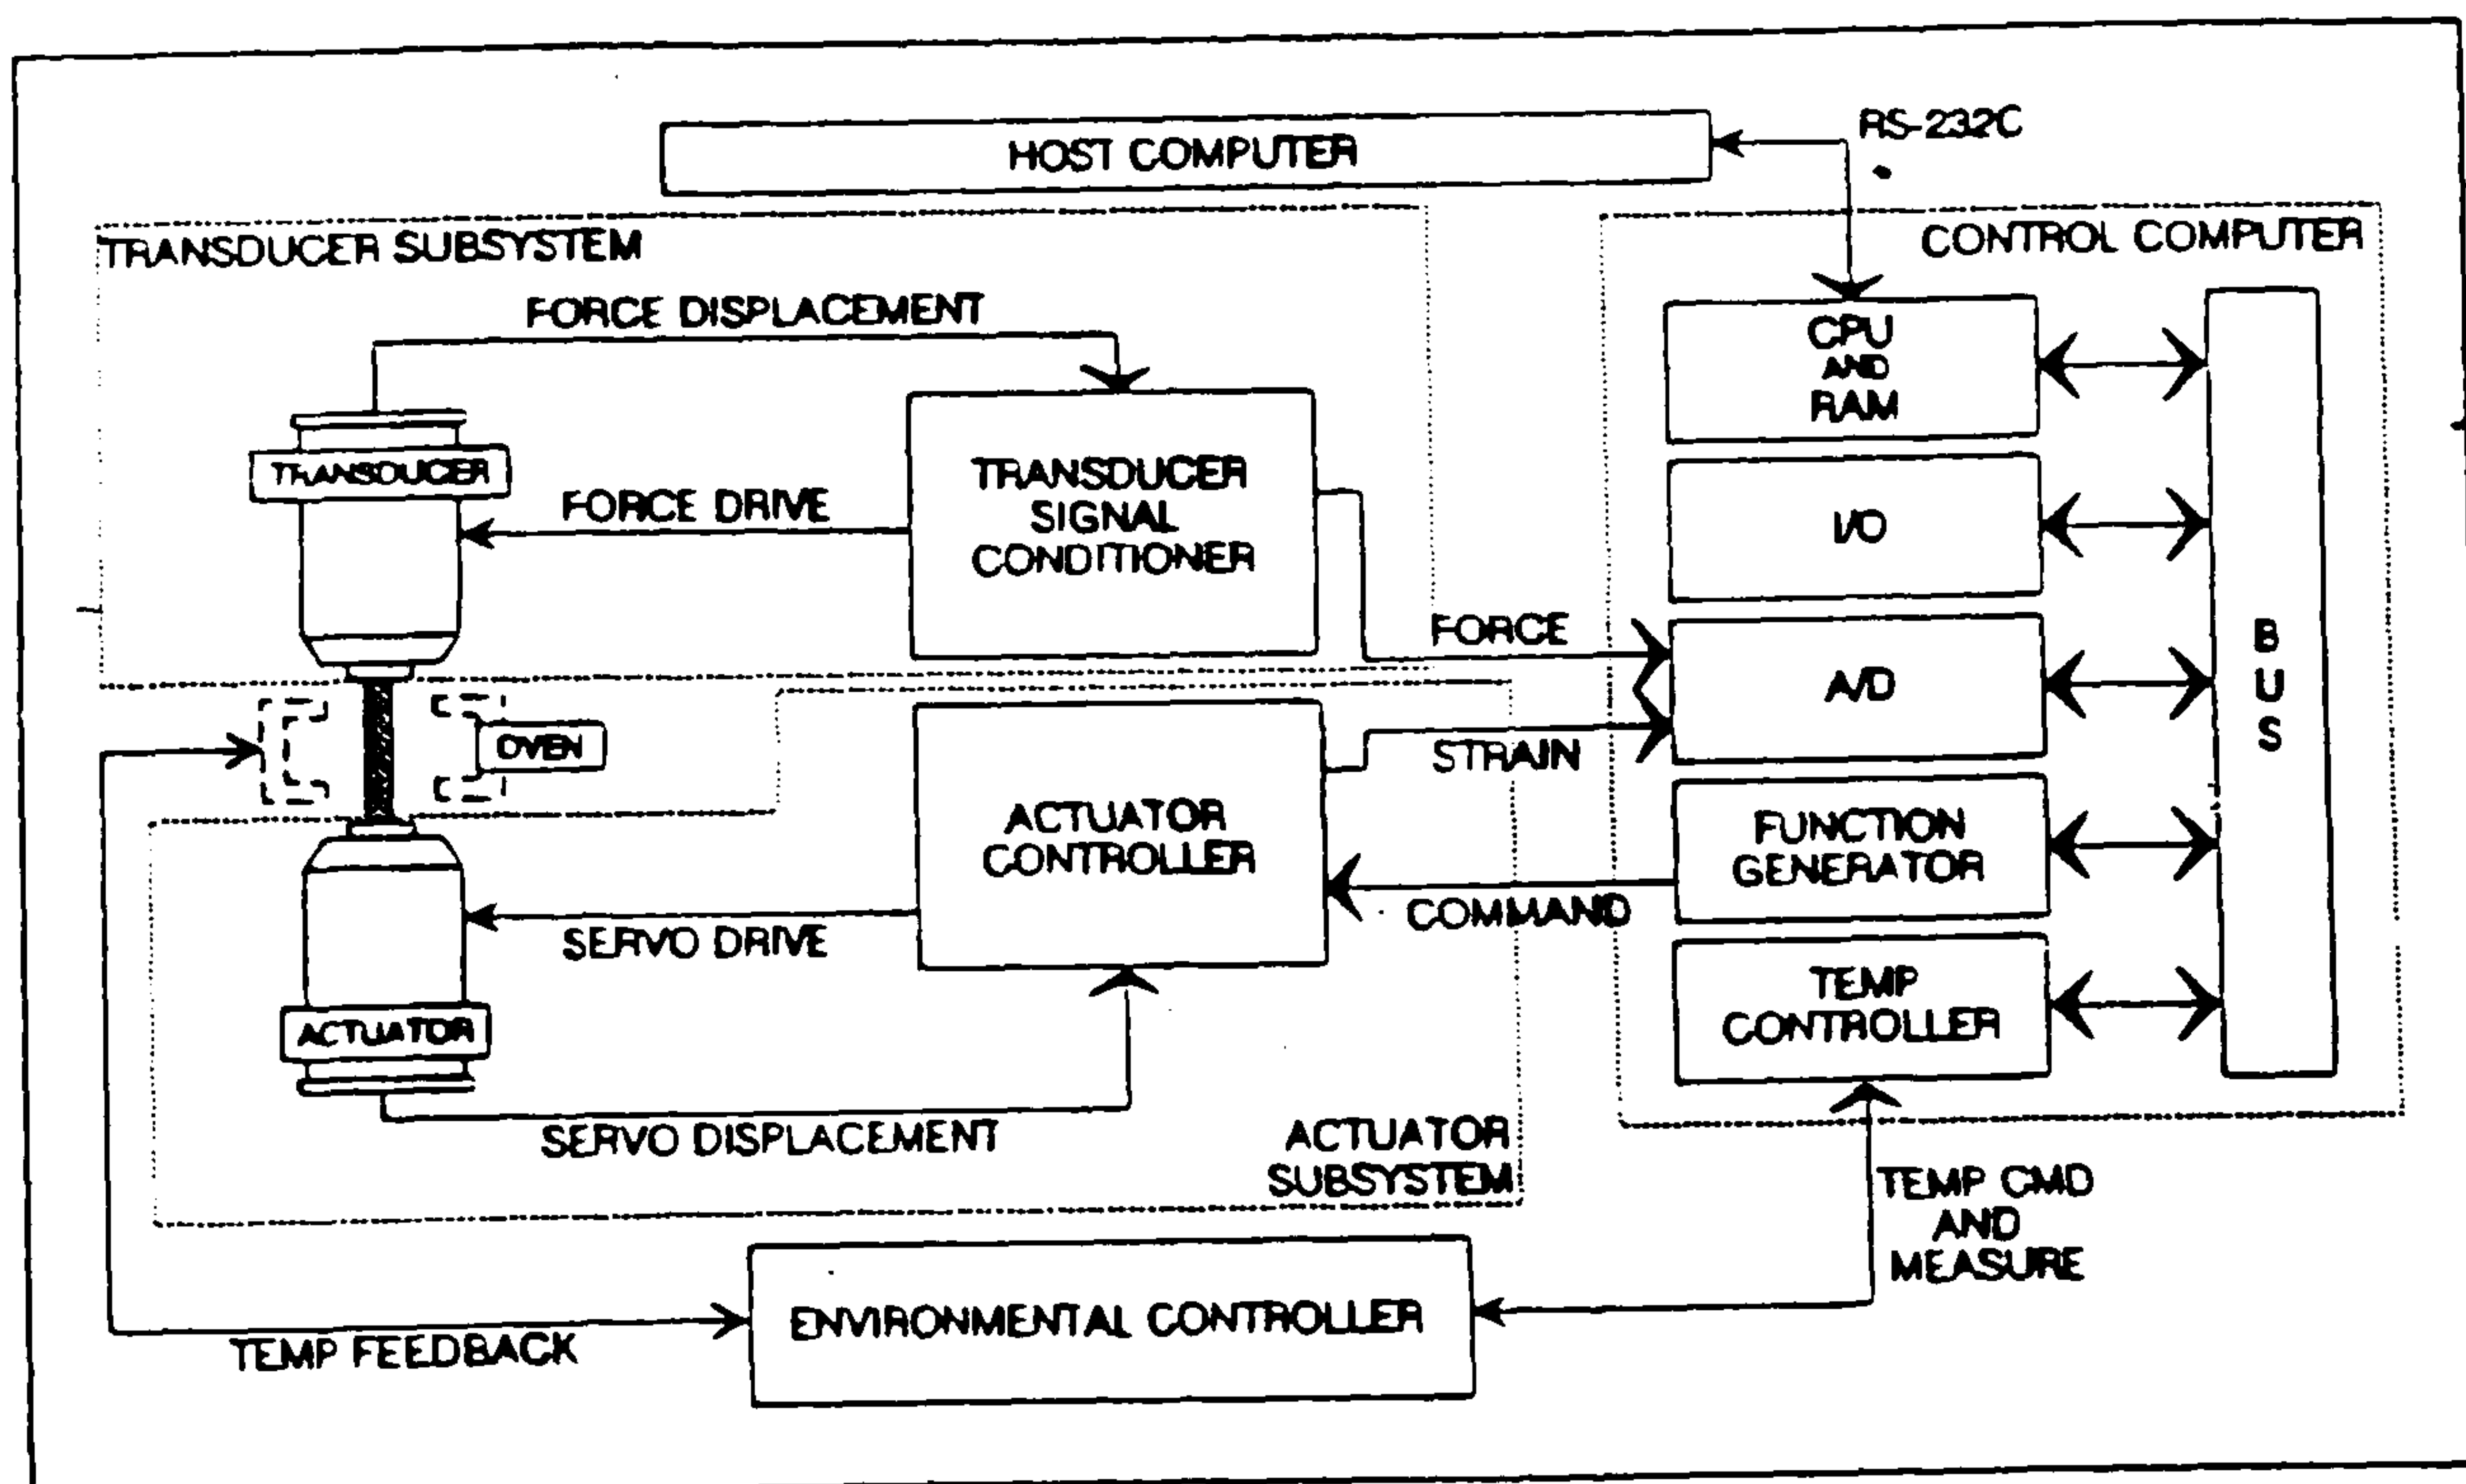 HOST COMPUTER
RS-232C
TRANSDUCER SUBSYSTEM
CONTROL COMPUTER
FORCE DISPLACEMENT
TRANSDUCER
FORCE DRIVE
TRANSDUCER
SIGNAL
CONDITIONER
CPU
AND
RAM
I/O
FORCE
A/D
STRAIN
B
U
S
OVEN
ACTUATOR
CONTROLLER
FUNCTION
GENERATOR
COMMAND
SERVO DRIVE
TEMP
CONTROLLER
ACTUATOR
SERVO DISPLACEMENT
ACTUATOR
SUBSYSTEM
TEMP CMD
AND
MEASURE
ENVIRONMENTAL CONTROLLER
TEMP FEEDBACK